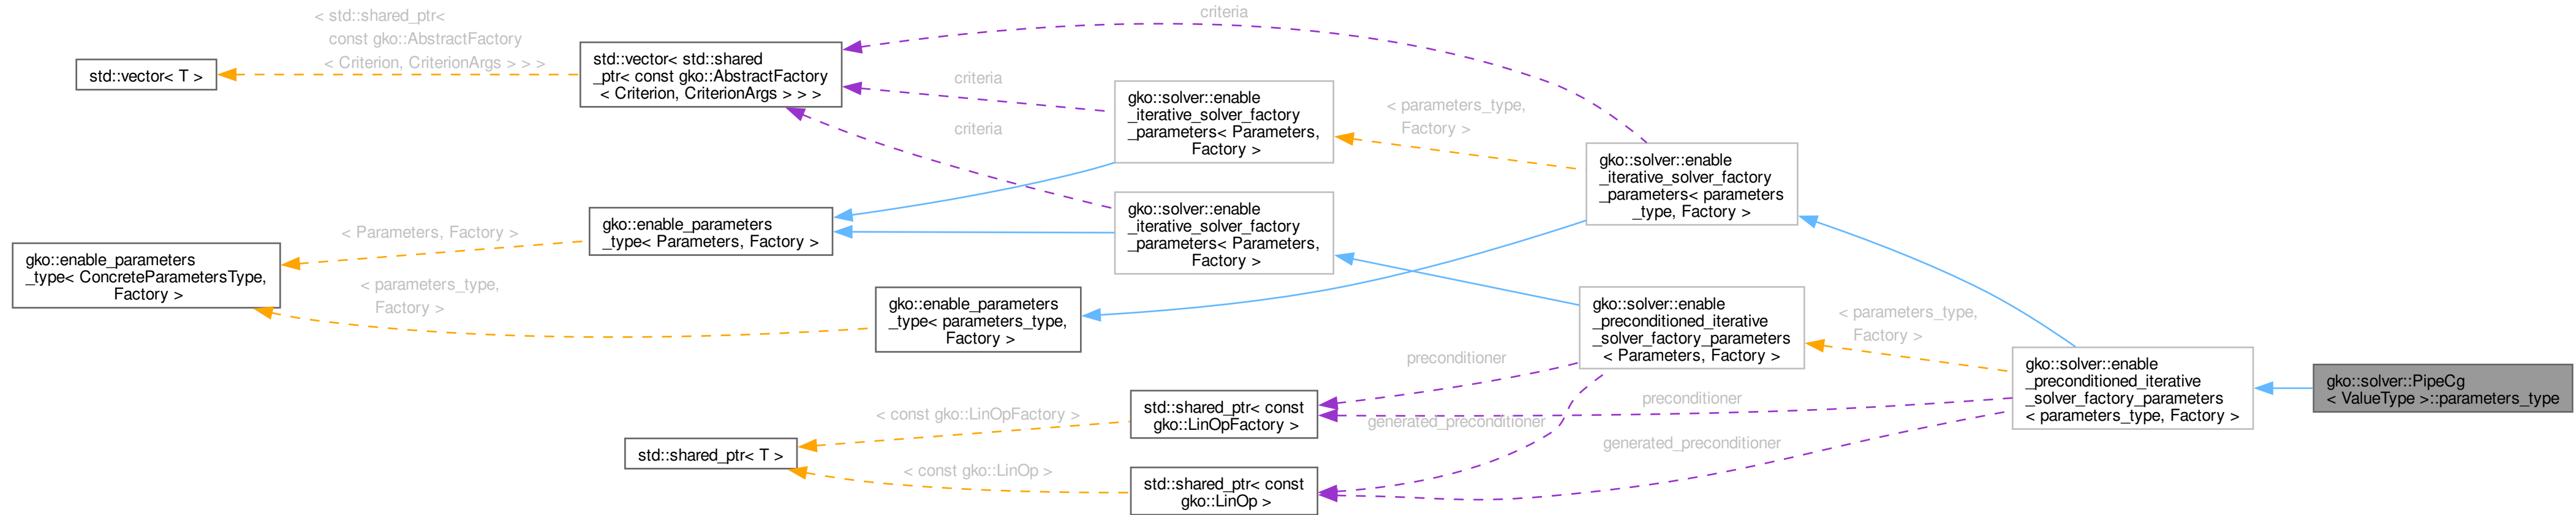 < std::shared_ptr<
const gko::AbstractFactory
< Criterion, CriterionArgs > > >
std::vector< T >
std::vector< std::shared
_ptr< const gko::AbstractFactory
< Criterion, CriterionArgs > > >
criteria
criteria
criteria
gko::solver::enable
_iterative_solver_factory
_parameters< Parameters,
Factory >
< parameters_type,
Factory >
gko::solver::enable
_iterative_solver_factory
_parameters< parameters
_type, Factory >
gko::enable_parameters
_type< ConcreteParametersType,
Factory >
< Parameters, Factory >
< parameters_type,
Factory >
gko::enable_parameters
_type< Parameters, Factory >
gko::solver::enable
_iterative_solver_factory
_parameters< Parameters,
Factory >
gko::enable_parameters
_type< parameters_type,
Factory >
gko::solver::enable
_preconditioned_iterative
_solver_factory_parameters
< Parameters, Factory >
< parameters_type,
Factory >
gko::solver::enable
_preconditioned_iterative
_solver_factory_parameters
< parameters_type, Factory >
gko::solver::PipeCg
< ValueType >::parameters_type
preconditioner
preconditioner
generated_preconditioner
generated_preconditioner
std::shared_ptr< T >
< const gko::LinOpFactory >
< const gko::LinOp >
std::shared_ptr< const
gko::LinOpFactory >
std::shared_ptr< const
gko::LinOp >